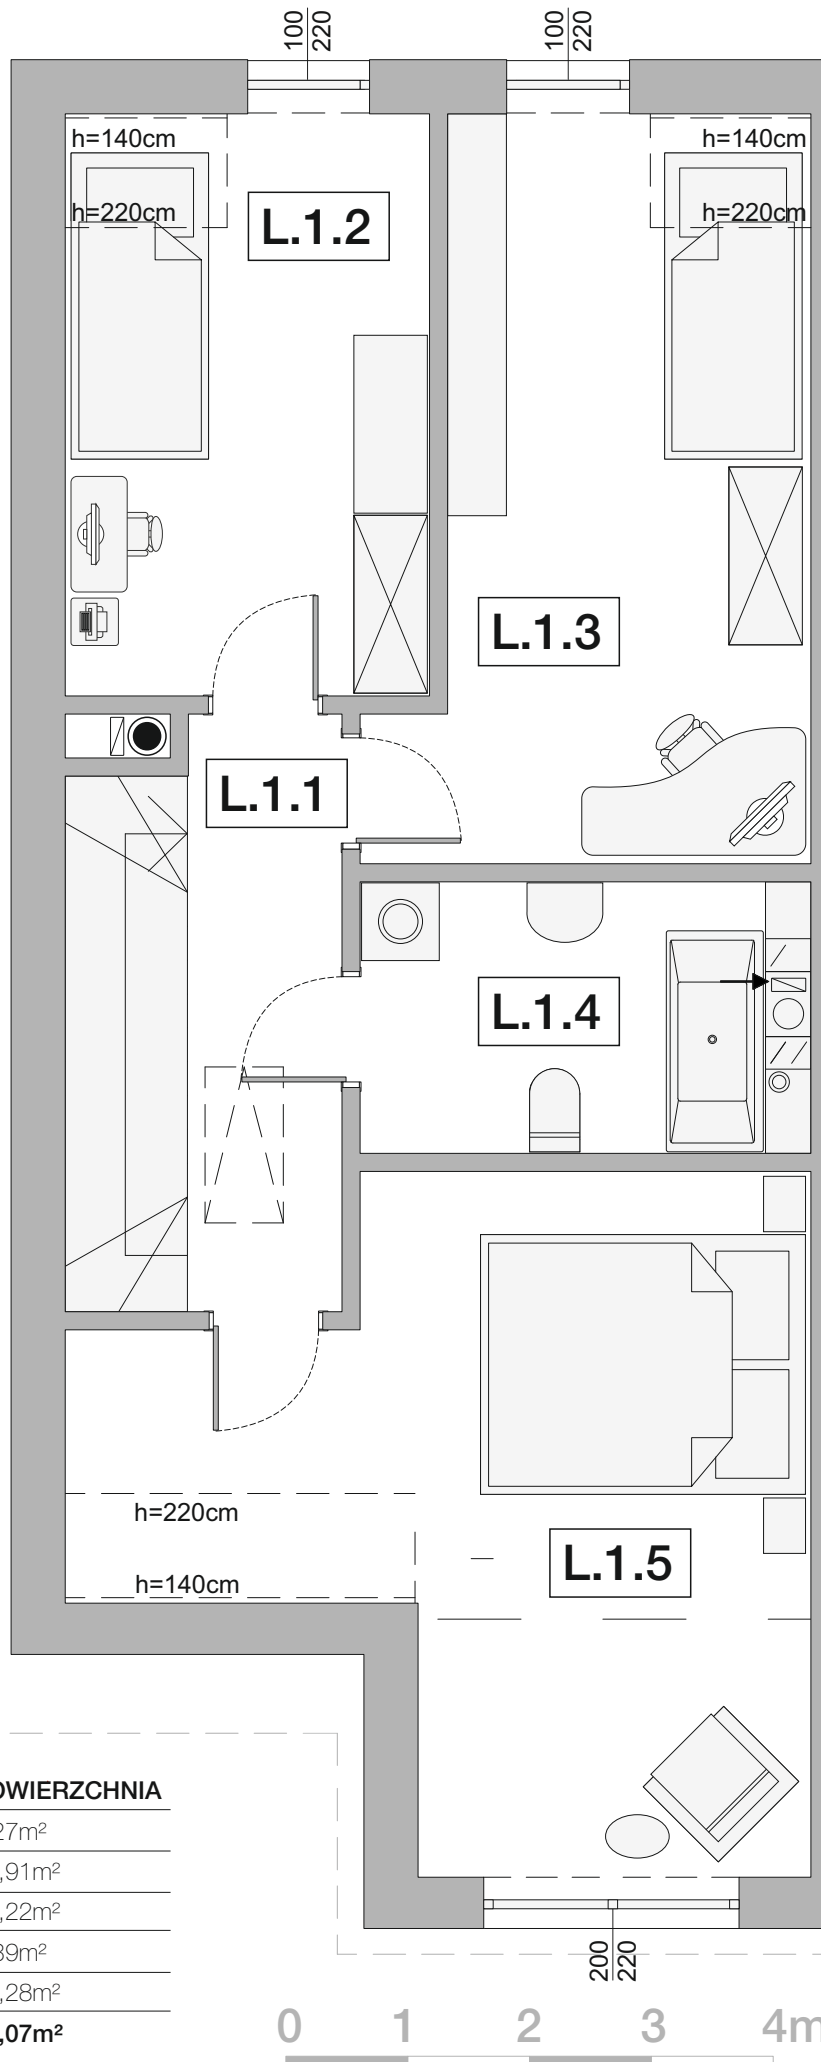 100
220
100
220
h=140cm
h=140cm
h=220cm
h=220cm
L.1.2
L.1.3
L.1.1
L.1.4
h=220cm
L.1.5
h=140cm
OWIERZCHNIA
27m²
,91m²
,22m²
39m²
,28m²
,07m²
200
220
0 1 2 3 4m